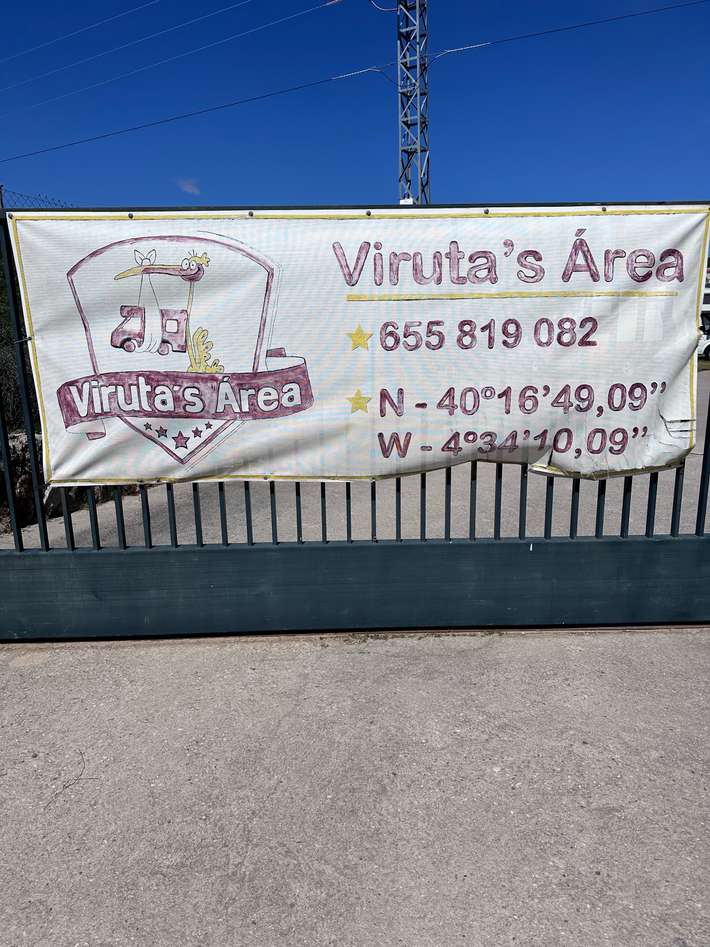 Viruta's Área
Viruta's Área
655 819 082
N - 40º16'49,09''
W - 4º34'10,09''